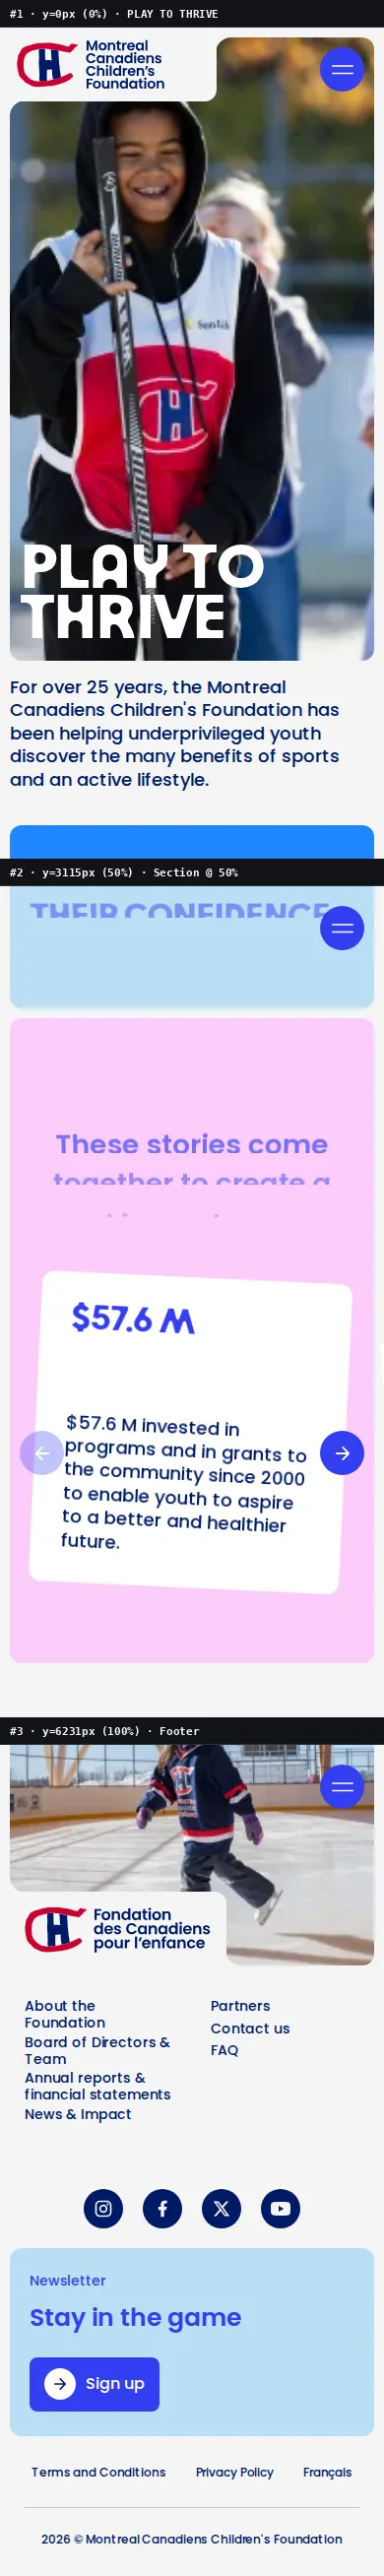 #1 · y=0px (0%) · PLAY TO THRIVE
Montreal
Canadiens
Children's
Foundation
PLAY TO
THRIVE
For over 25 years, the Montreal
Canadiens Children's Foundation has
been helping underprivileged youth
discover the many benefits of sports
and an active lifestyle.
#2 · y=3115px (50%) · Section @ 50%
THEIR CONFIDENCE
These stories come
together to create a
$57.6 M
$57.6 M invested in
programs and in grants to
the community since 2000
to enable youth to aspire
to a better and healthier
future.
#3 · y=6231px (100%) · Footer
Fondation
des Canadiens
pour l'enfance
About the
Foundation
Board of Directors &
Team
Annual reports &
financial statements
News & Impact
Partners
Contact us
FAQ
Newsletter
Stay in the game
Sign up
Terms and Conditions
Privacy Policy
Français
2026 © Montreal Canadiens Children's Foundation